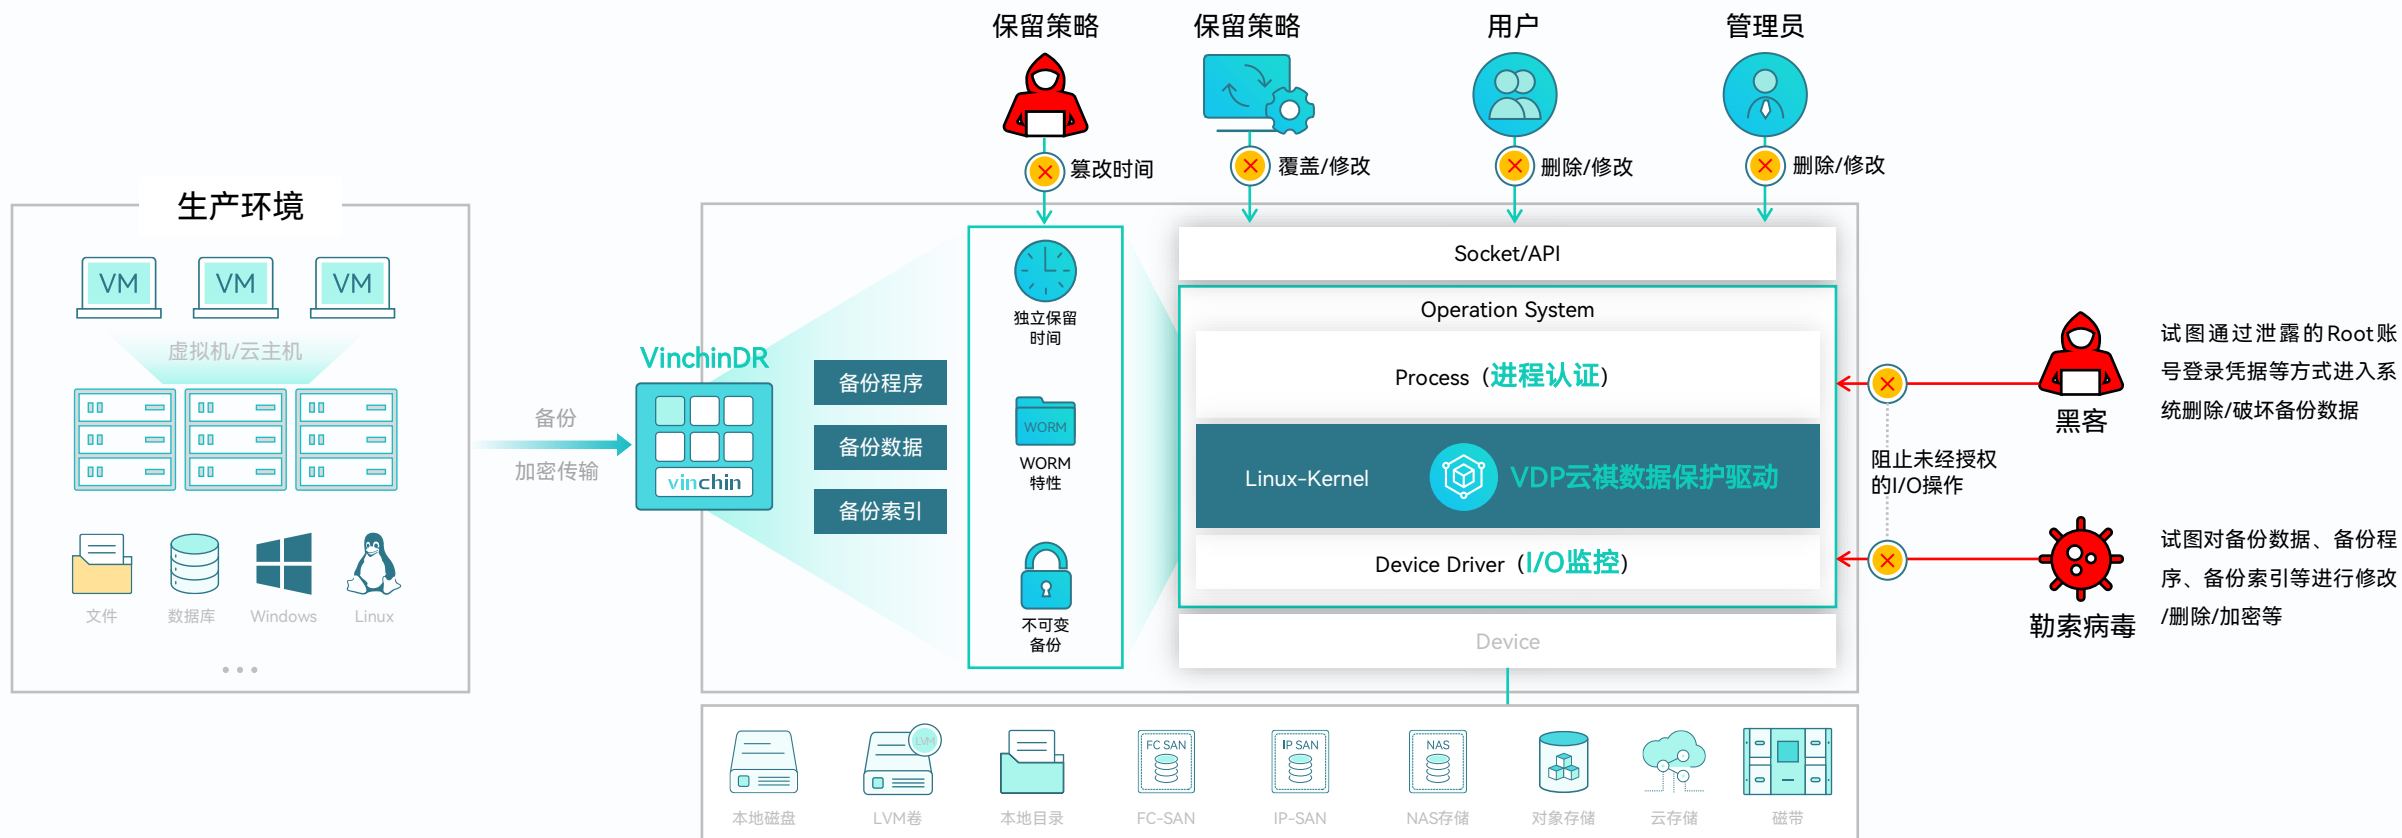 保留策略
保留策略
用户
管理员
篡改时间
覆盖/修改
删除/修改
删除/修改
生产环境
VM
VM
VM
虚拟机/云主机
文件
数据库
Windows
Linux
备份
加密传输
VinchinDR
vinchin
备份程序
备份数据
备份索引
独立保留
时间
WORM
WORM
特性
不可变
备份
Socket/API
Operation System
Process（进程认证）
Linux-Kernel
VDP云祺数据保护驱动
Device Driver（I/O监控）
Device
黑客
试图通过泄露的Root账
号登录凭据等方式进入系
统删除/破坏备份数据
阻止未经授权
的I/O操作
勒索病毒
试图对备份数据、备份程
序、备份索引等进行修改
/删除/加密等
LVM
FC SAN
IP SAN
NAS
本地磁盘
LVM卷
本地目录
FC-SAN
IP-SAN
NAS存储
对象存储
云存储
磁带